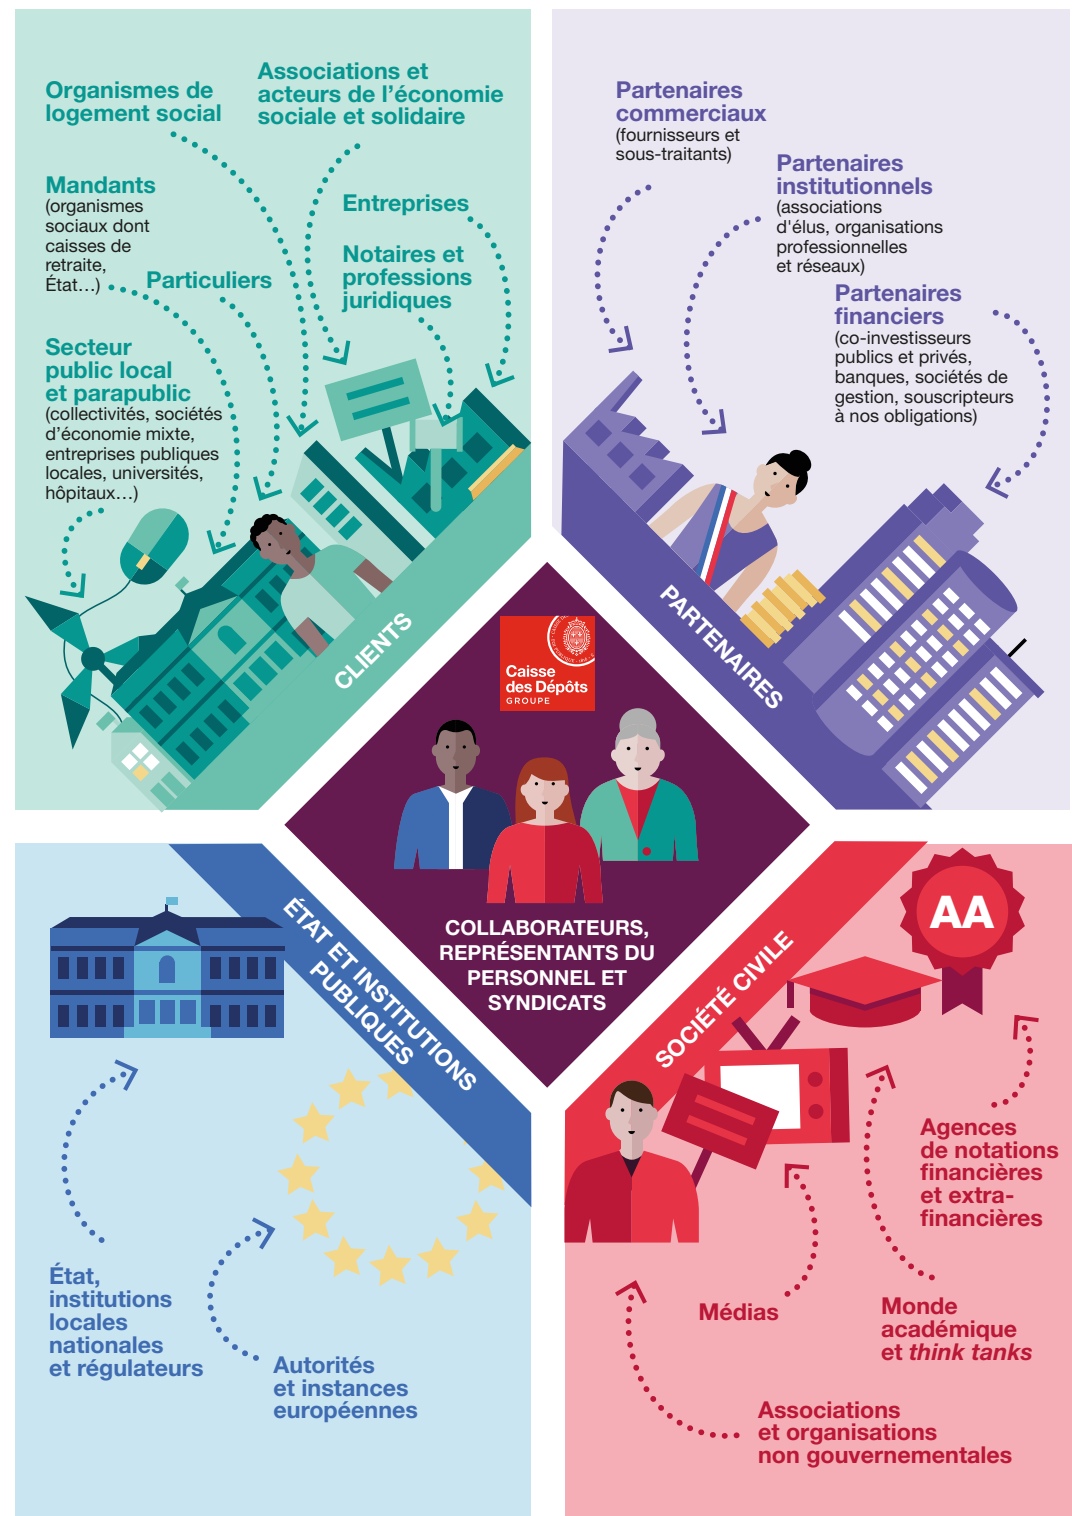 Organismes de
logement social
Associations et
acteurs de l'économie
sociale et solidaire
Mandants
(organismes
sociaux dont
caisses de
retraite,
État…)
Particuliers
Entreprises
Notaires et
professions
juridiques
Secteur
public local
et parapublic
(collectivités, sociétés
d'économie mixte,
entreprises publiques
locales, universités,
hôpitaux…)
CLIENTS
Partenaires
commerciaux
(fournisseurs et
sous-traitants)
Partenaires
institutionnels
(associations
d'élus, organisations
professionnelles
et réseaux)
Partenaires
financiers
(co-investisseurs
publics et privés,
banques, sociétés de
gestion, souscripteurs
à nos obligations)
PARTENAIRES
Caisse
des Dépôts
GROUPE
COLLABORATEURS,
REPRÉSENTANTS DU
PERSONNEL ET
SYNDICATS
ÉTAT ET INSTITUTIONS
PUBLIQUES
État,
institutions
locales
nationales
et régulateurs
Autorités
et instances
européennes
SOCIÉTÉ CIVILE
AA
Agences
de notations
financières
et extra-
financières
Médias
Monde
académique
et think tanks
Associations
et organisations
non gouvernementales